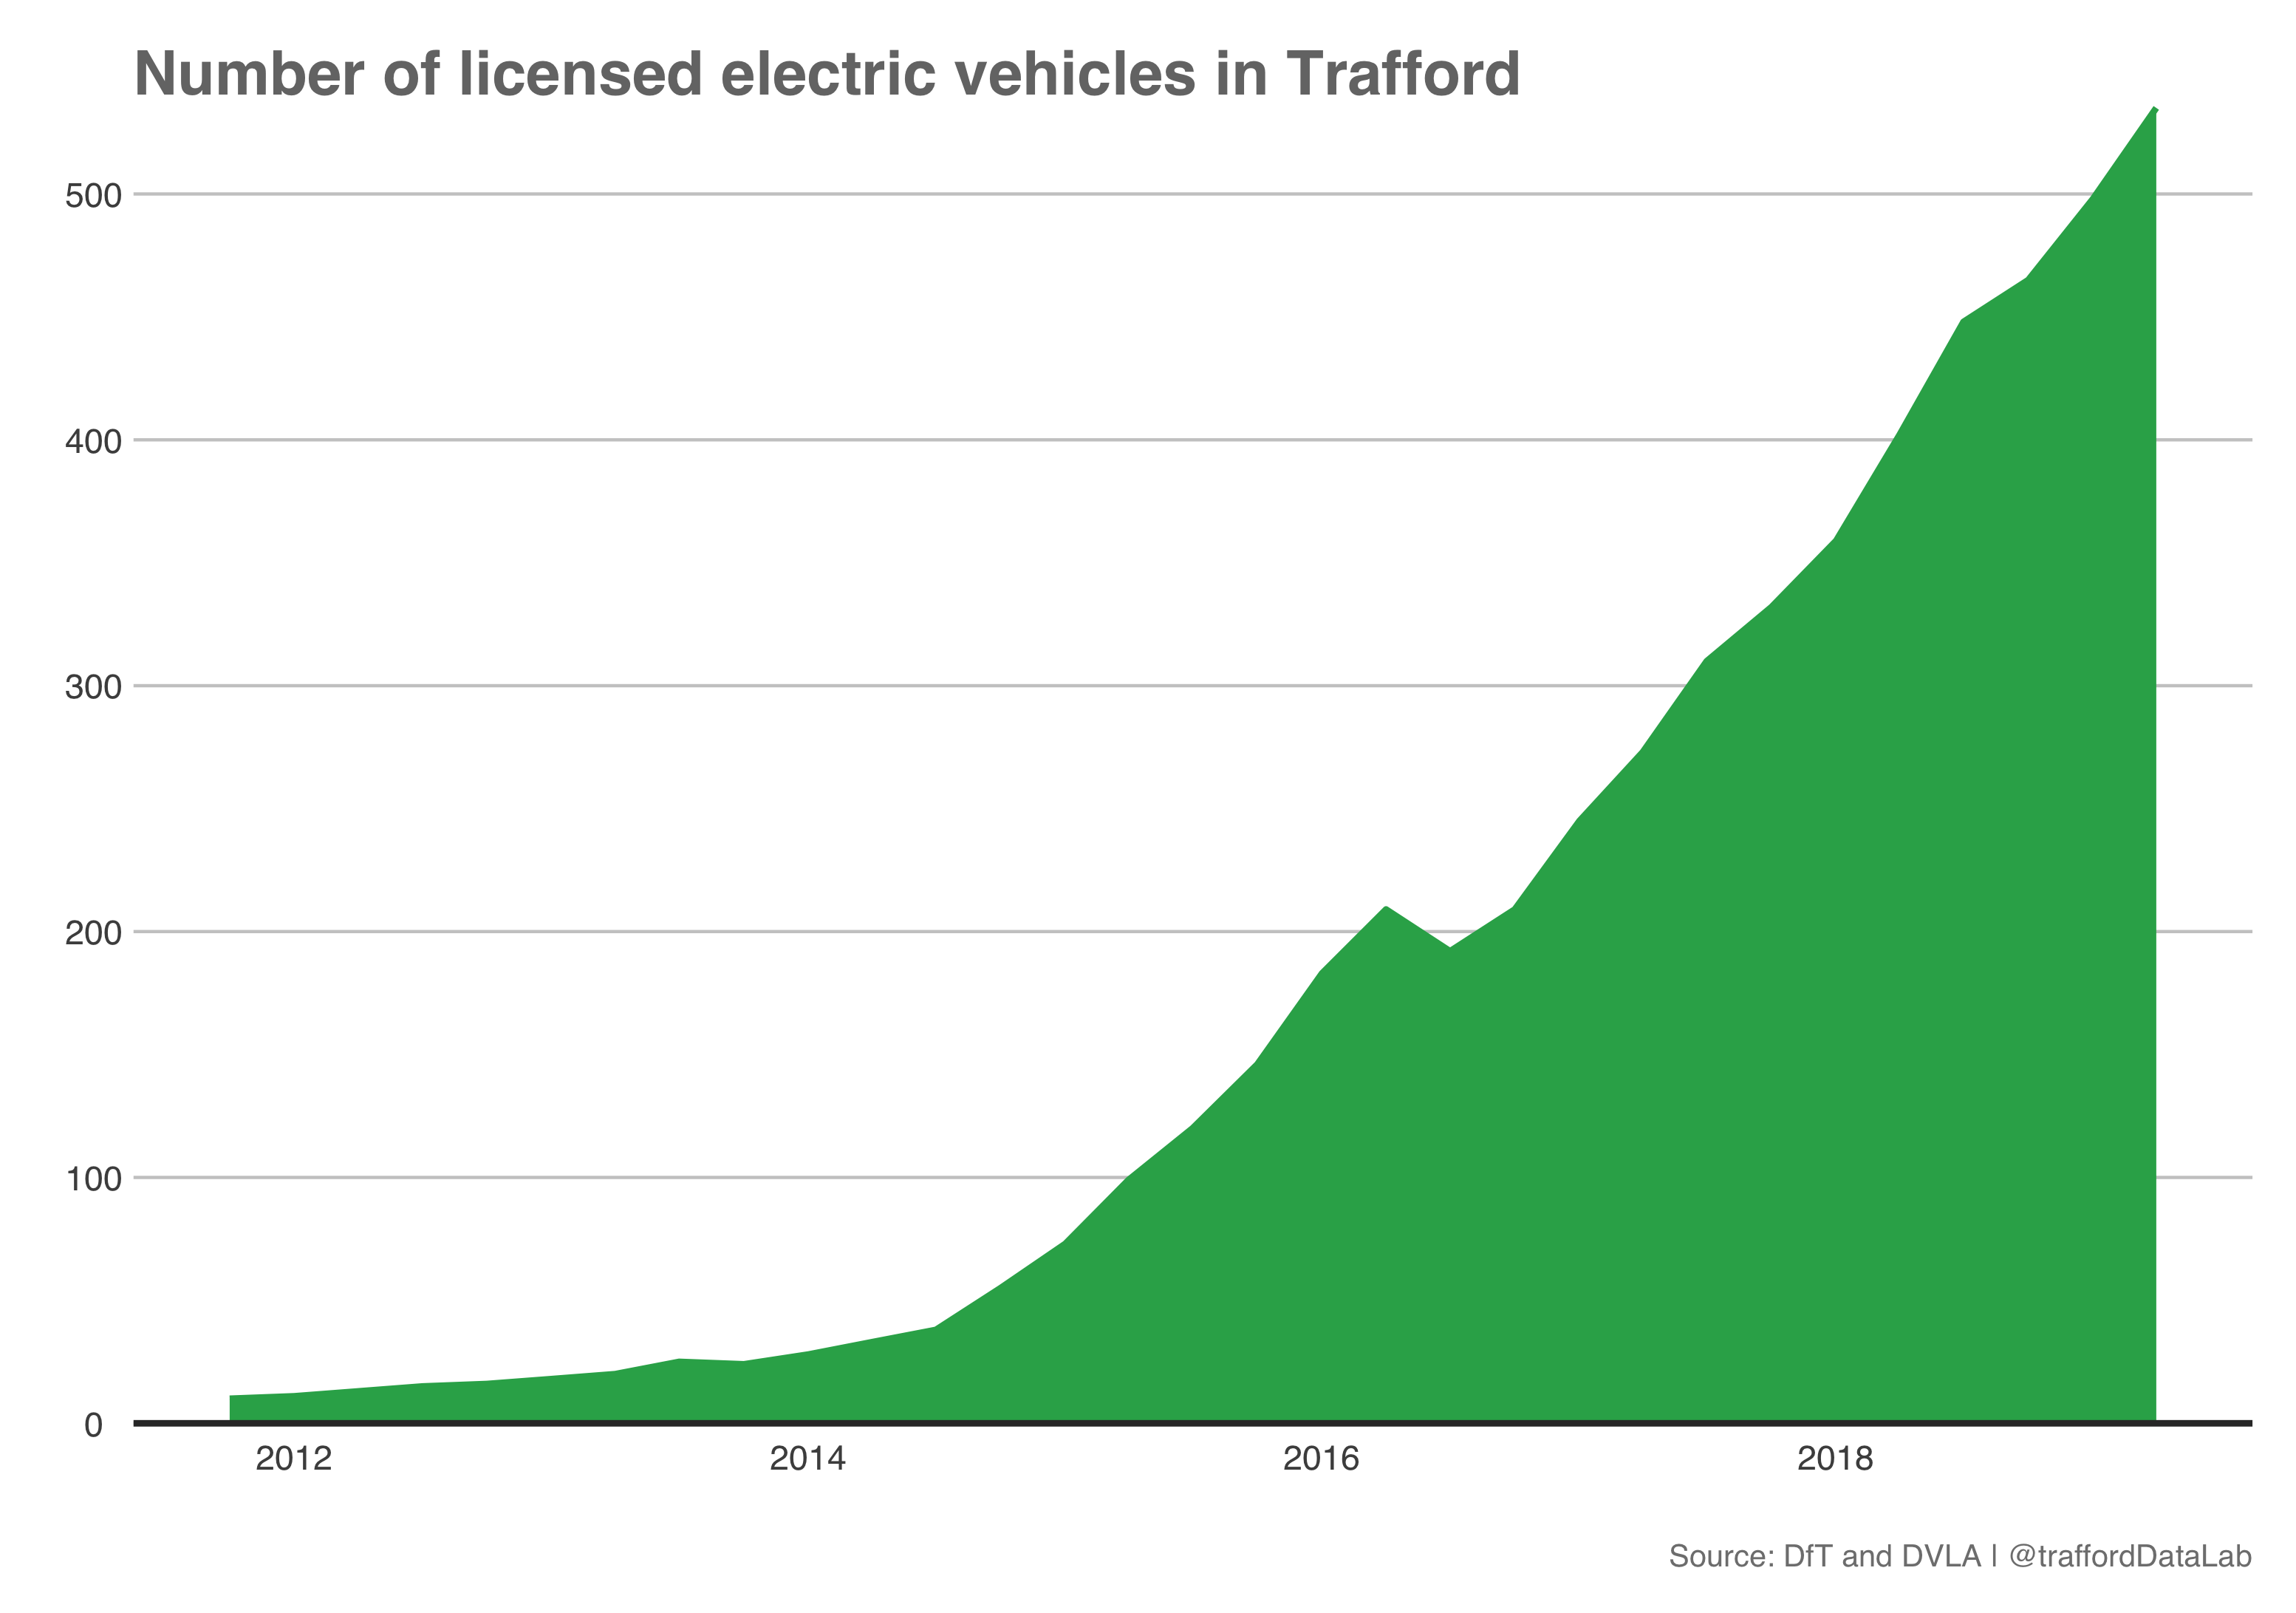 Number of licensed electric vehicles in Trafford
500
400
300
200
100
0
2012 2014 2016 2018
Source: DfT and DVLA | @traffordDataLab